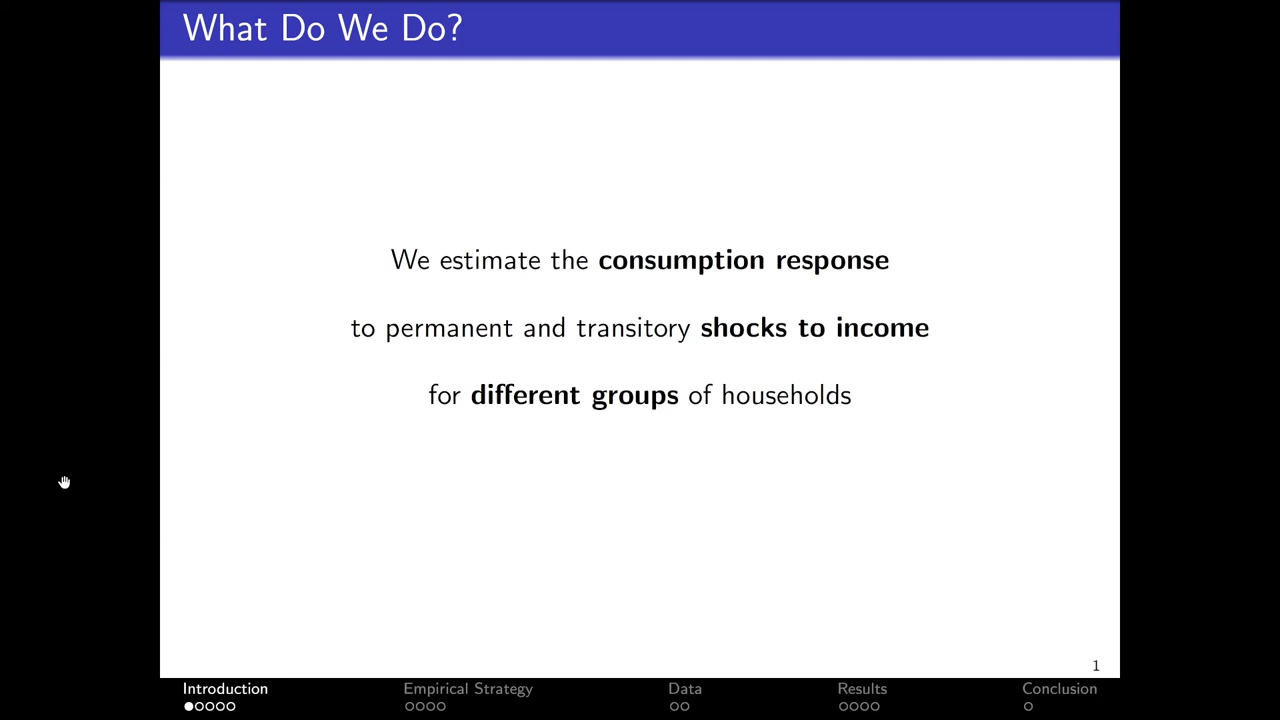 What Do We Do?
We estimate the consumption response
to permanent and transitory shocks to income
for different groups of households
1
Introduction Empirical Strategy Data Results Conclusion